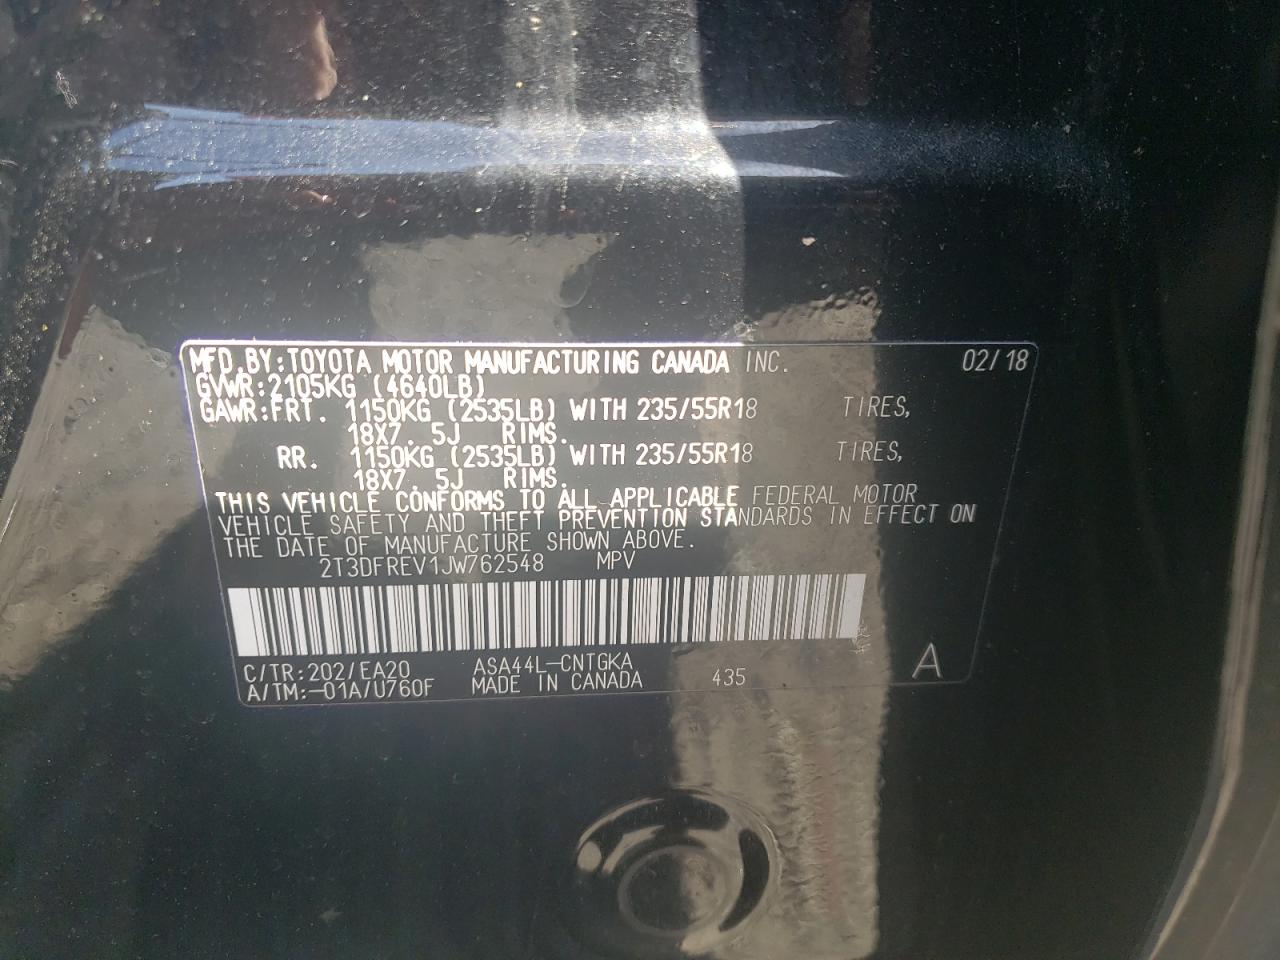 MFD.BY:TOYOTA MOTOR MANUFACTURING CANADA INC. 02/18
GVWR:2105KG (4640LB)
GAWR:FRT. 1150KG (2535LB) WITH 235/55R18 TIRES,
18X7.5J RIMS.
RR. 1150KG (2535LB) WITH 235/55R18 TIRES,
18X7.5J RIMS.
THIS VEHICLE CONFORMS TO ALL APPLICABLE FEDERAL MOTOR
VEHICLE SAFETY AND THEFT PREVENTION STANDARDS IN EFFECT ON
THE DATE OF MANUFACTURE SHOWN ABOVE.
2T3DFREV1JW762548 MPV
C/TR:202/EA20 ASA44L-CNTGKA 435 A
A/TM:-01A/U760F MADE IN CANADA